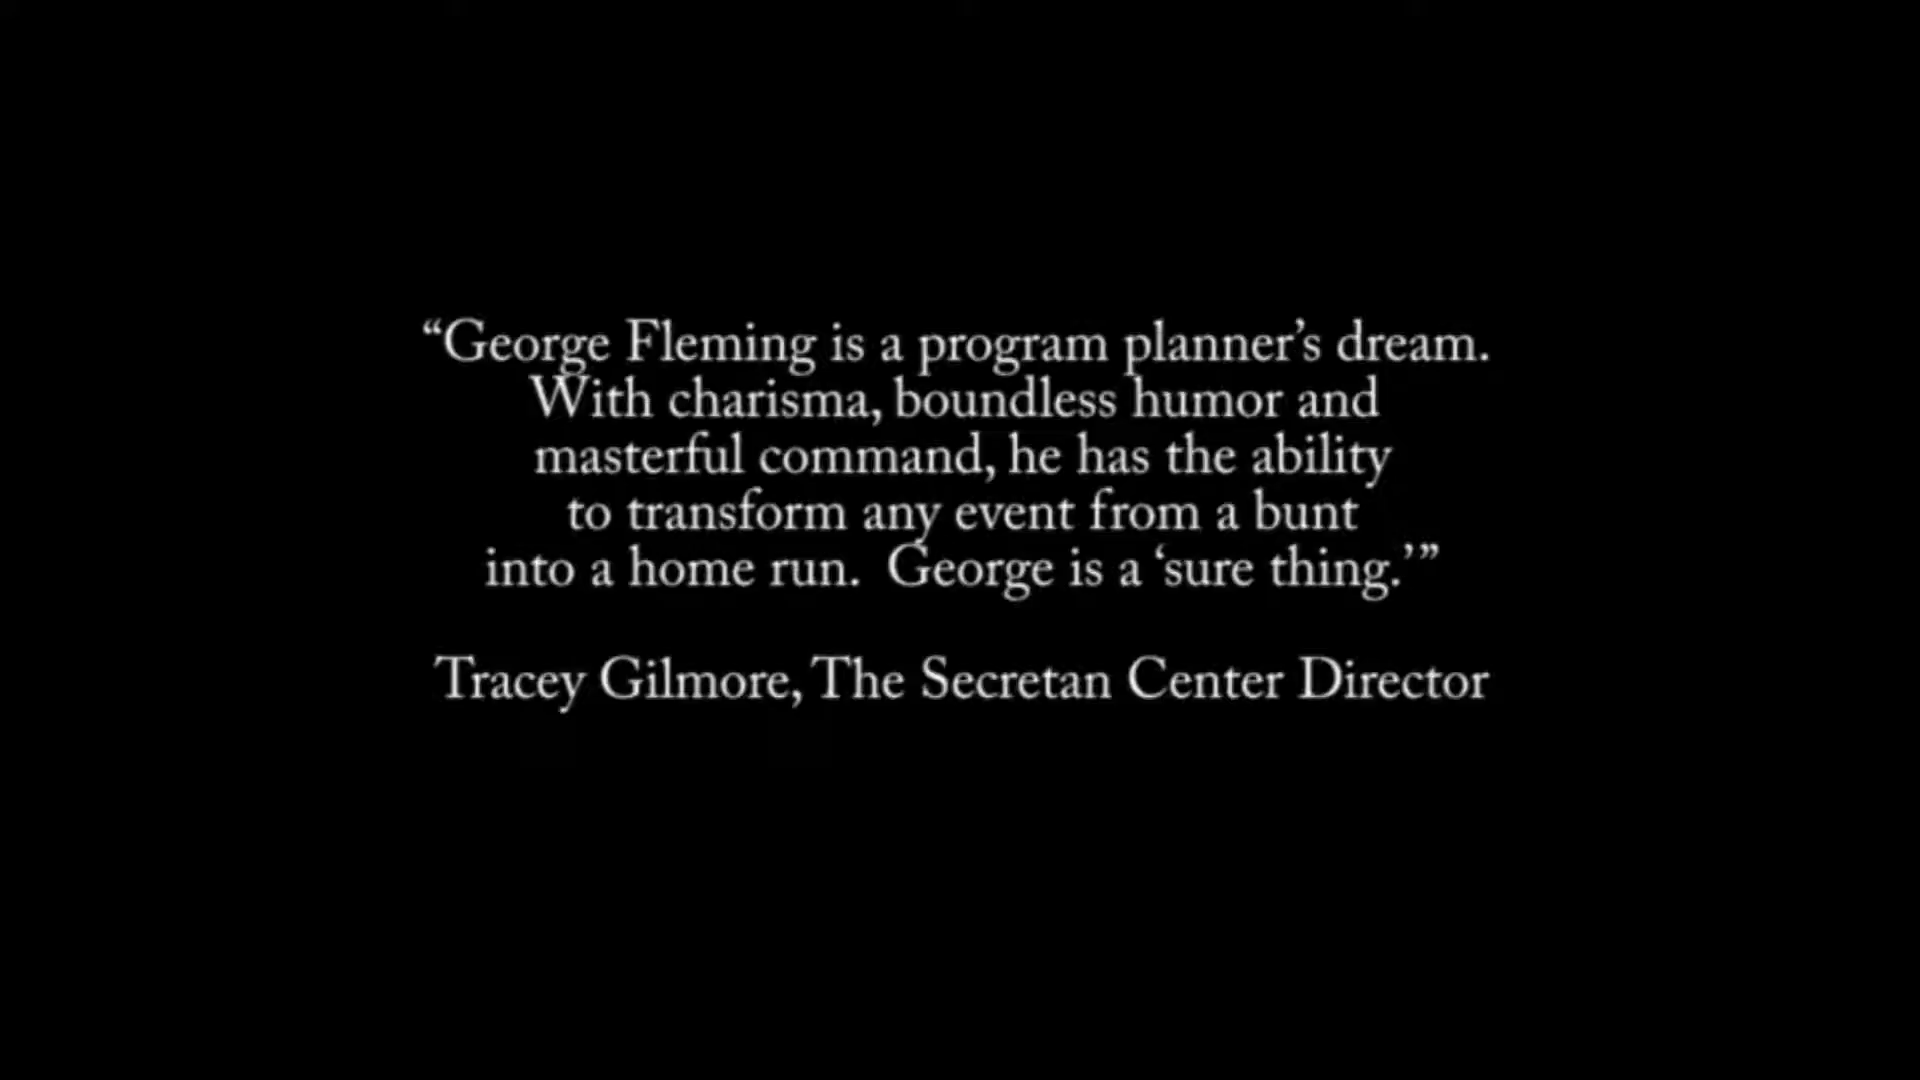 “George Fleming is a program planner’s dream.
With charisma, boundless humor and
masterful command, he has the ability
to transform any event from a bunt
into a home run.  George is a ‘sure thing.’”
Tracey Gilmore, The Secretan Center Director